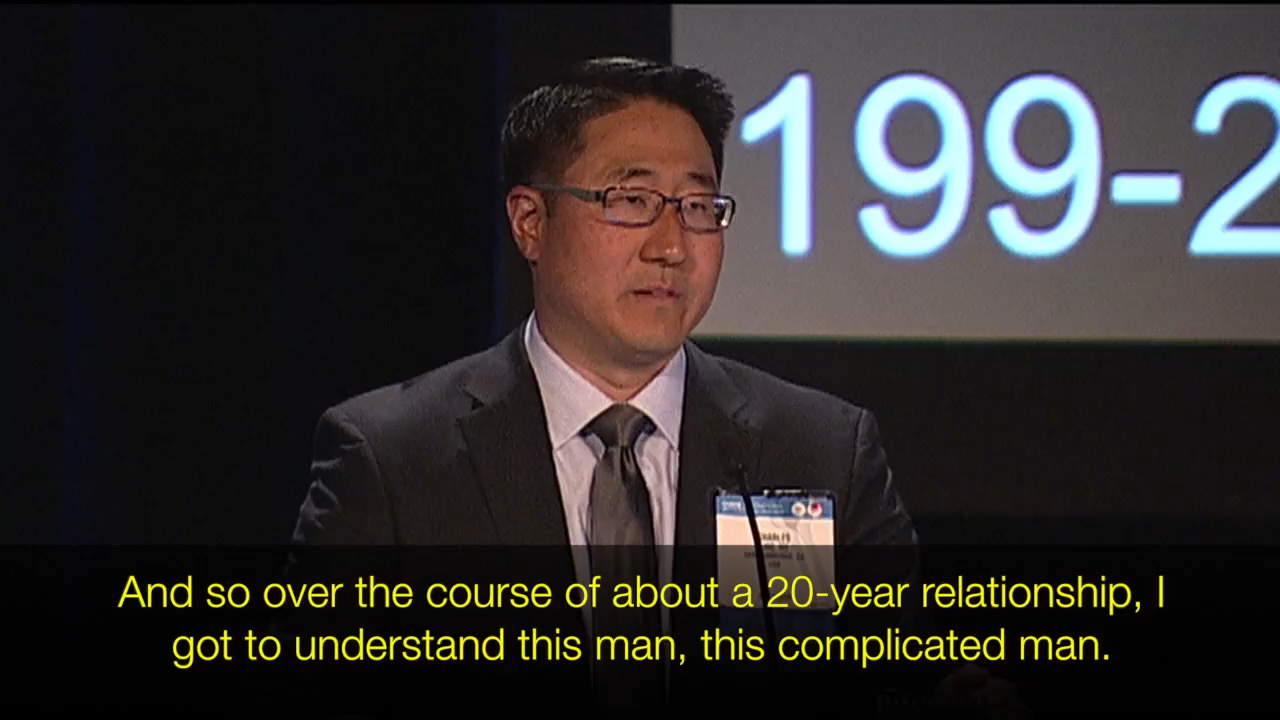 199-2
CHARLES
And so over the course of about a 20-year relationship, I
got to understand this man, this complicated man.